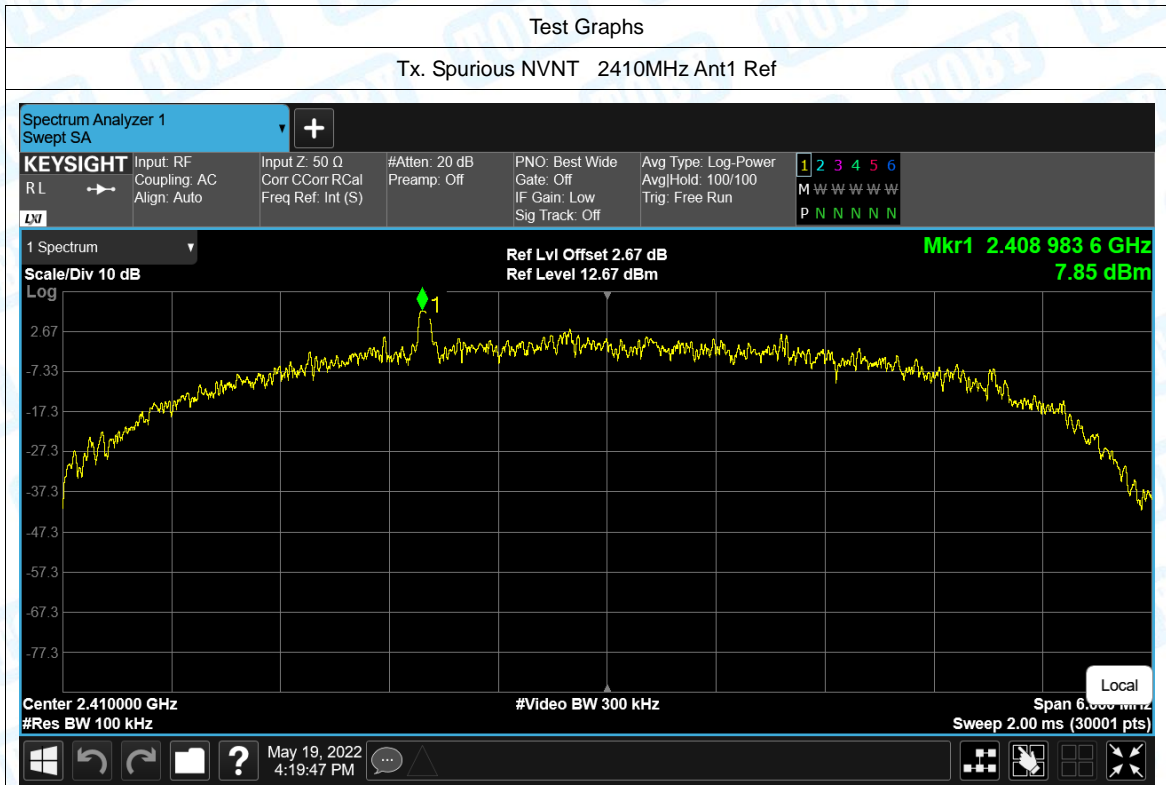 Test Graphs
Tx. Spurious NVNT 2410MHz Ant1 Ref
Spectrum Analyzer 1
Swept SA
+
KEYSIGHT
R L
LXI
Input: RF
Coupling: AC
Align: Auto
Input Z: 50 Ω
Corr CCorr RCal
Freq Ref: Int (S)
#Atten: 20 dB
Preamp: Off
PNO: Best Wide
Gate: Off
IF Gain: Low
Sig Track: Off
Avg Type: Log-Power
Avg|Hold: 100/100
Trig: Free Run
1 2 3 4 5 6
M W W W W W
P N N N N N
1 Spectrum
Scale/Div 10 dB
Ref Lvl Offset 2.67 dB
Ref Level 12.67 dBm
Mkr1 2.408 983 6 GHz
7.85 dBm
Log
1
2.67
-7.33
-17.3
-27.3
-37.3
-47.3
-57.3
-67.3
-77.3
Local
Center 2.410000 GHz
#Video BW 300 kHz
Span 6.000 MHz
#Res BW 100 kHz
Sweep 2.00 ms (30001 pts)
?
May 19, 2022
4:19:47 PM
TOBY